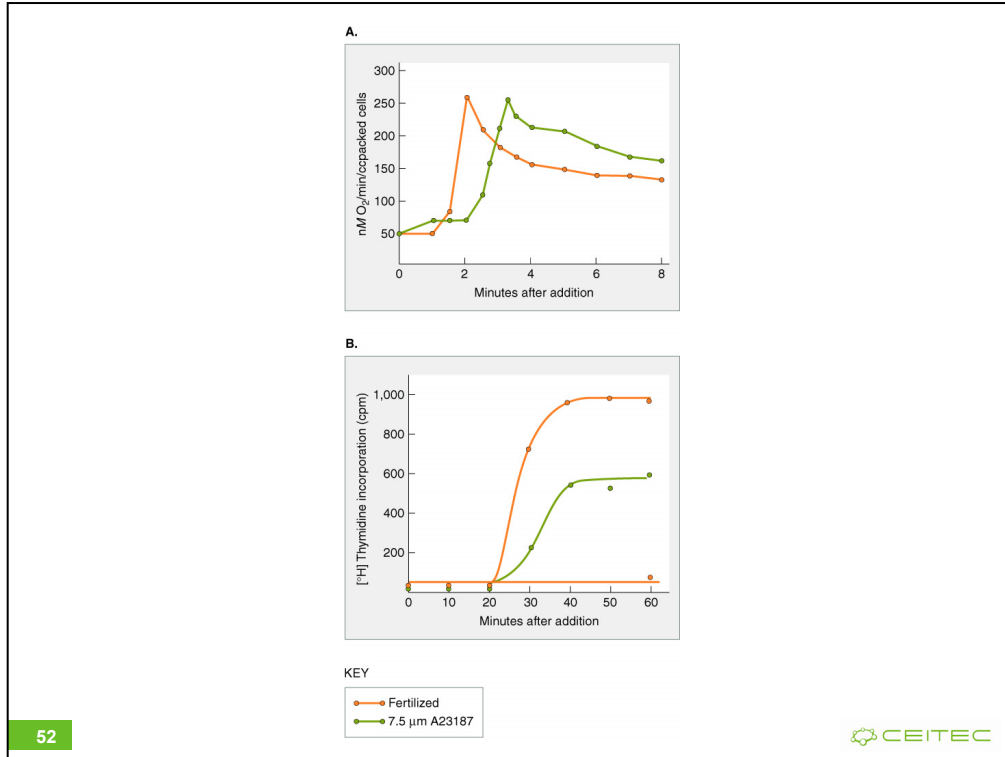 A.
300
250
200
150
100
50
nM O₂/min/ccpacked cells
0 2 4 6 8
Minutes after addition
B.
1,000
800
600
400
200
[°H] Thymidine incorporation (cpm)
0 10 20 30 40 50 60
Minutes after addition
KEY
Fertilized
7.5 μm A23187
52
CEITEC